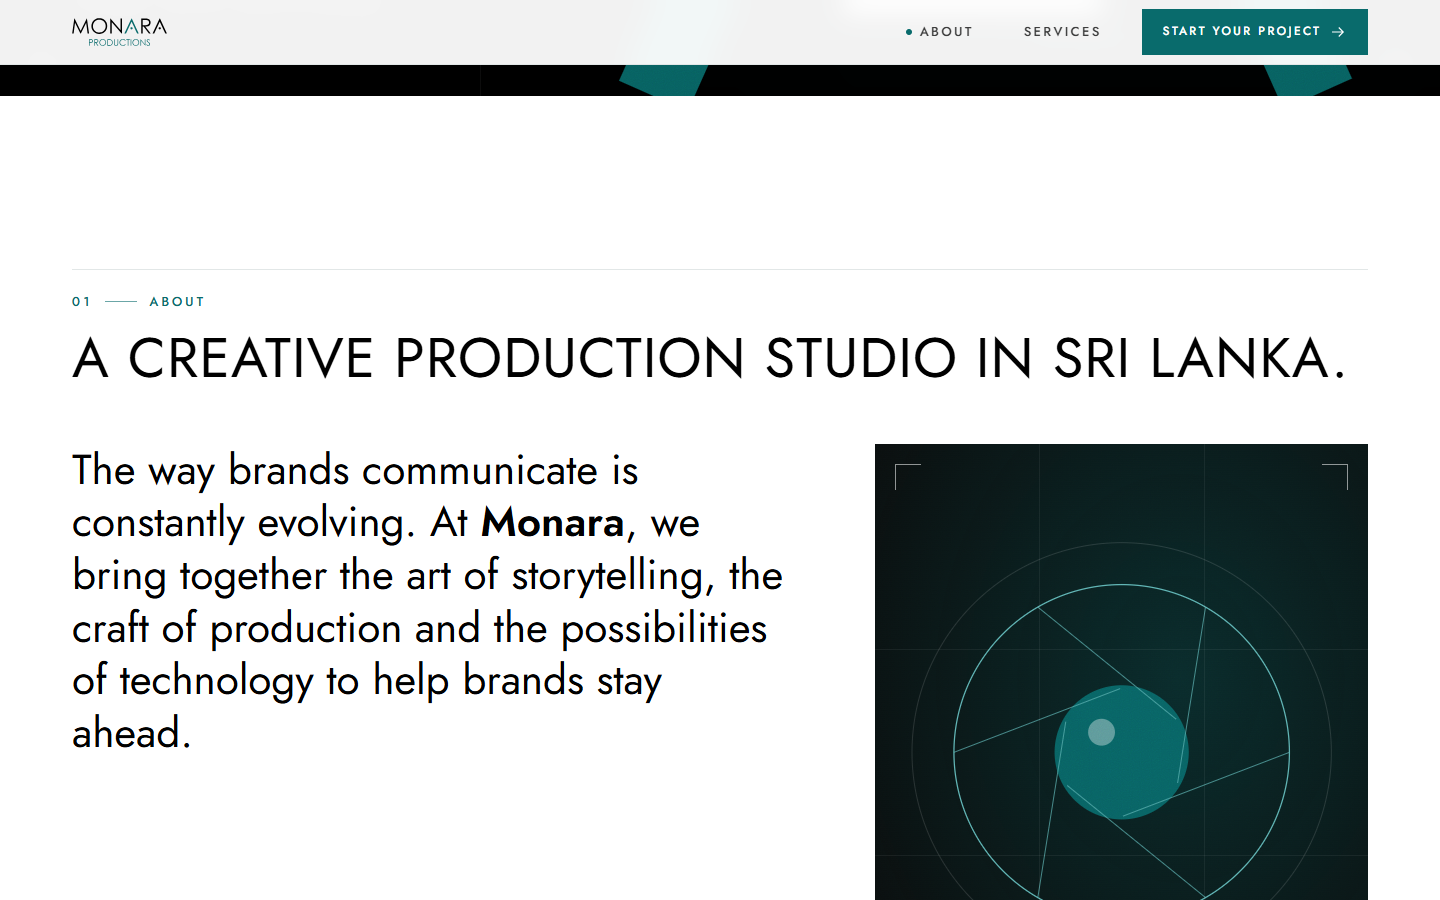 MONARA
PRODUCTIONS
ABOUT
SERVICES
START YOUR PROJECT →
01 — ABOUT
A CREATIVE PRODUCTION STUDIO IN SRI LANKA.
The way brands communicate is
constantly evolving. At Monara, we
bring together the art of storytelling, the
craft of production and the possibilities
of technology to help brands stay
ahead.